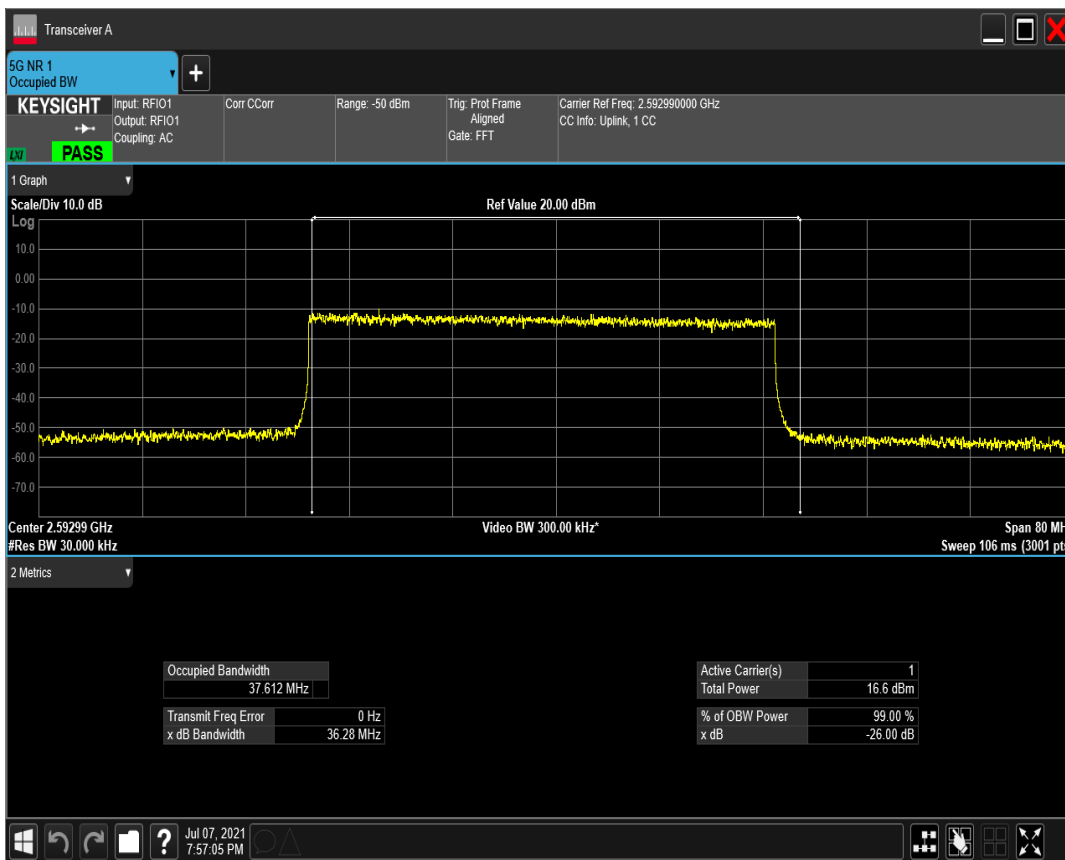 Transceiver A
5G NR 1
Occupied BW
KEYSIGHT
LXI
PASS
Input: RFIO1
Output: RFIO1
Coupling: AC
Corr CCorr
Range: -50 dBm
Trig: Prot Frame
Aligned
Gate: FFT
Carrier Ref Freq: 2.592990000 GHz
CC Info: Uplink, 1 CC
1 Graph
Scale/Div 10.0 dB
Ref Value 20.00 dBm
Log
10.0
0.00
-10.0
-20.0
-30.0
-40.0
-50.0
-60.0
-70.0
Center 2.59299 GHz
Video BW 300.00 kHz*
Span 80 MH
#Res BW 30.000 kHz
Sweep 106 ms (3001 pts
2 Metrics
Occupied Bandwidth
37.612 MHz
Transmit Freq Error 0 Hz
x dB Bandwidth 36.28 MHz
Active Carrier(s) 1
Total Power 16.6 dBm
% of OBW Power 99.00 %
x dB -26.00 dB
?
Jul 07, 2021
7:57:05 PM